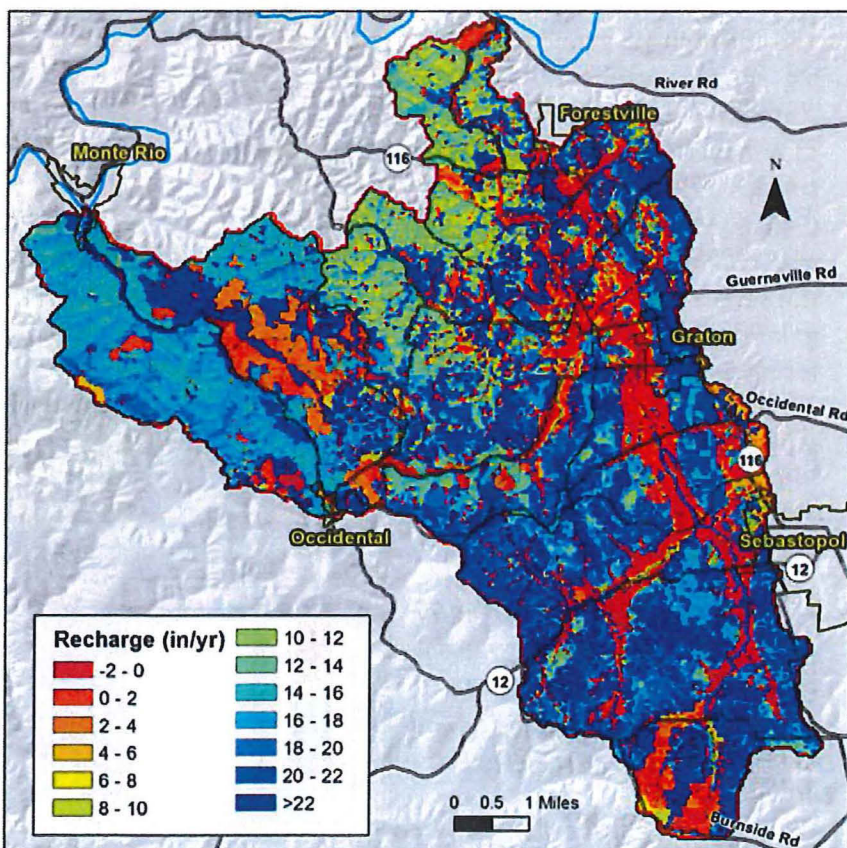 River Rd
Forestville
116
Monte Rio
N
Guerneville Rd
Graton
Occidental Rd
116
Occidental
Sebastopol
12
12
Recharge (in/yr)
-2 - 0
0 - 2
2 - 4
4 - 6
6 - 8
8 - 10
10 - 12
12 - 14
14 - 16
16 - 18
18 - 20
20 - 22
>22
0 0.5 1 Miles
Burnside Rd